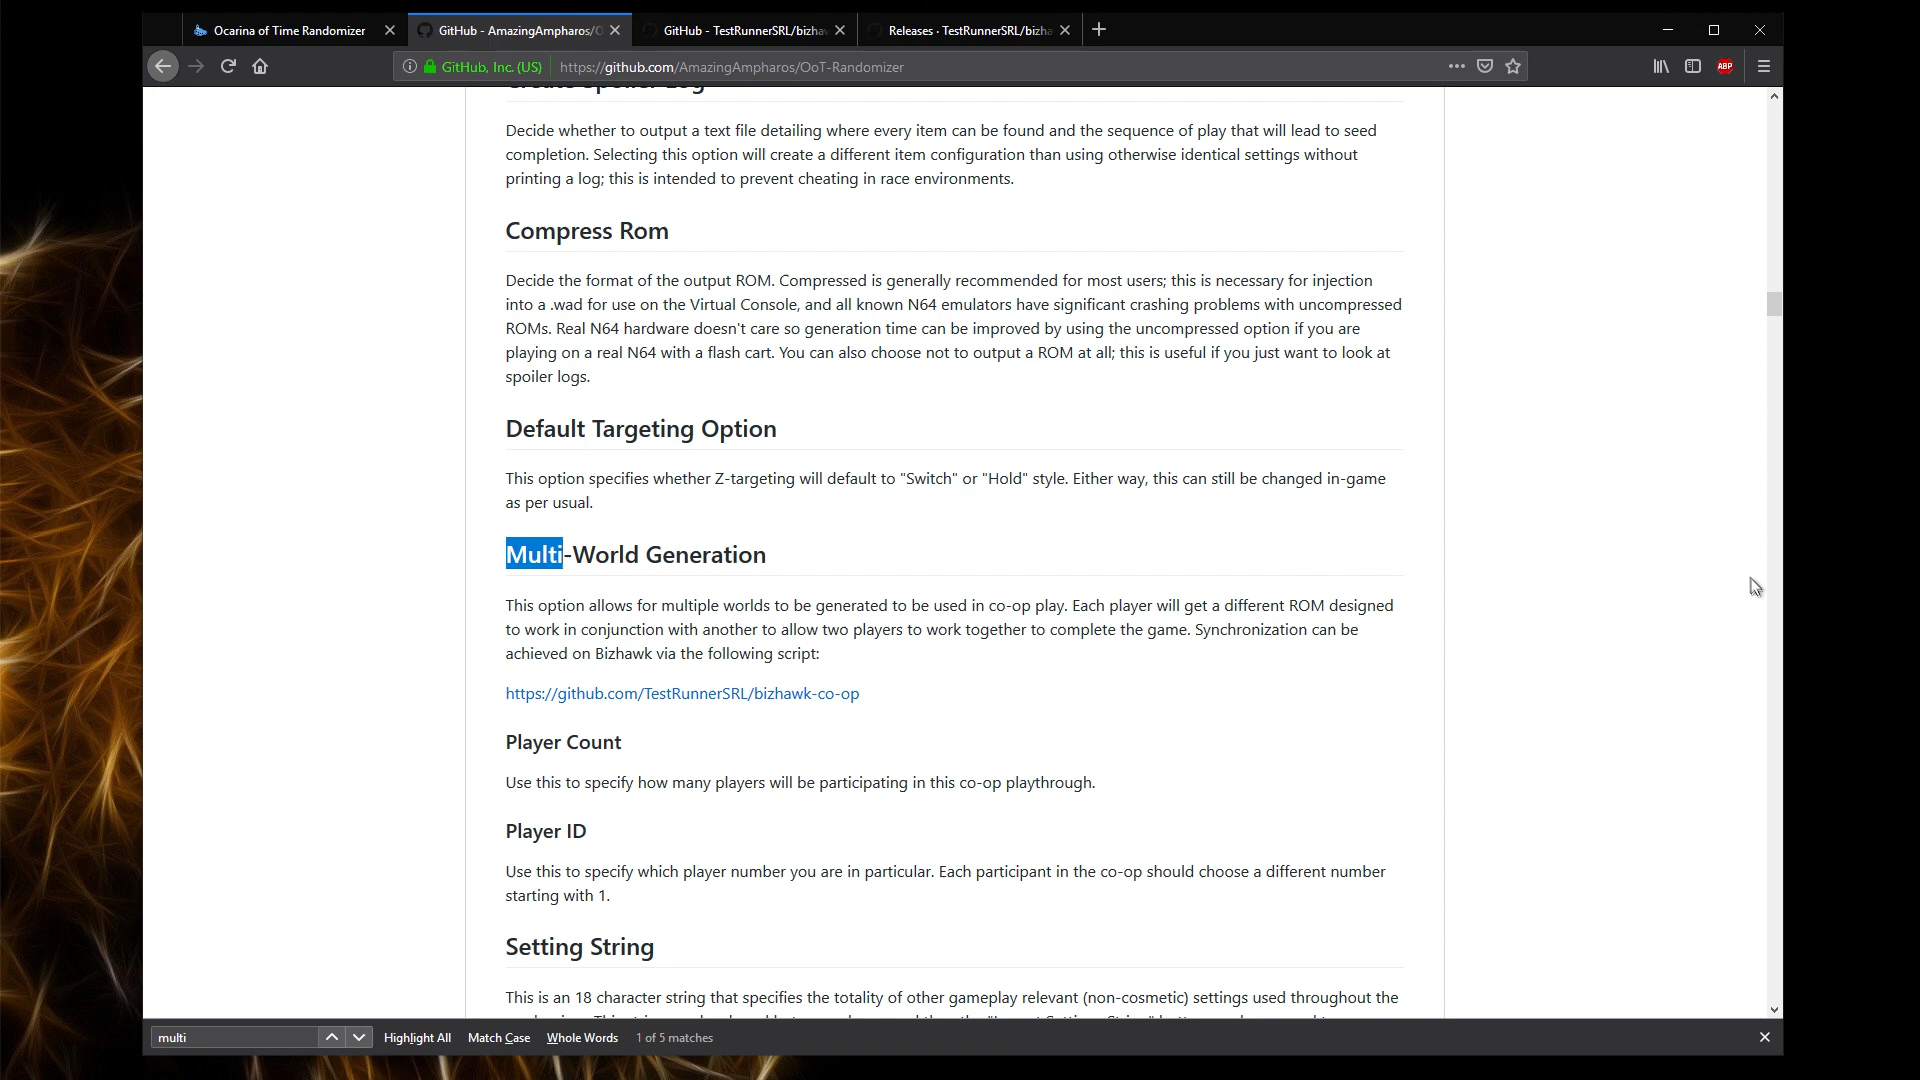 Ocarina of Time Randomizer
GitHub - AmazingAmpharos/O
GitHub - TestRunnerSRL/bizha
Releases · TestRunnerSRL/bizha
GitHub, Inc. (US)
https://github.com/AmazingAmpharos/OoT-Randomizer
ABP
Create Spoiler Log
Decide whether to output a text file detailing where every item can be found and the sequence of play that will lead to seed
completion. Selecting this option will create a different item configuration than using otherwise identical settings without
printing a log; this is intended to prevent cheating in race environments.
Compress Rom
Decide the format of the output ROM. Compressed is generally recommended for most users; this is necessary for injection
into a .wad for use on the Virtual Console, and all known N64 emulators have significant crashing problems with uncompressed
ROMs. Real N64 hardware doesn't care so generation time can be improved by using the uncompressed option if you are
playing on a real N64 with a flash cart. You can also choose not to output a ROM at all; this is useful if you just want to look at
spoiler logs.
Default Targeting Option
This option specifies whether Z-targeting will default to "Switch" or "Hold" style. Either way, this can still be changed in-game
as per usual.
Multi-World Generation
This option allows for multiple worlds to be generated to be used in co-op play. Each player will get a different ROM designed
to work in conjunction with another to allow two players to work together to complete the game. Synchronization can be
achieved on Bizhawk via the following script:
https://github.com/TestRunnerSRL/bizhawk-co-op
Player Count
Use this to specify how many players will be participating in this co-op playthrough.
Player ID
Use this to specify which player number you are in particular. Each participant in the co-op should choose a different number
starting with 1.
Setting String
This is an 18 character string that specifies the totality of other gameplay relevant (non-cosmetic) settings used throughout the
multi
Highlight All
Match Case
Whole Words
1 of 5 matches